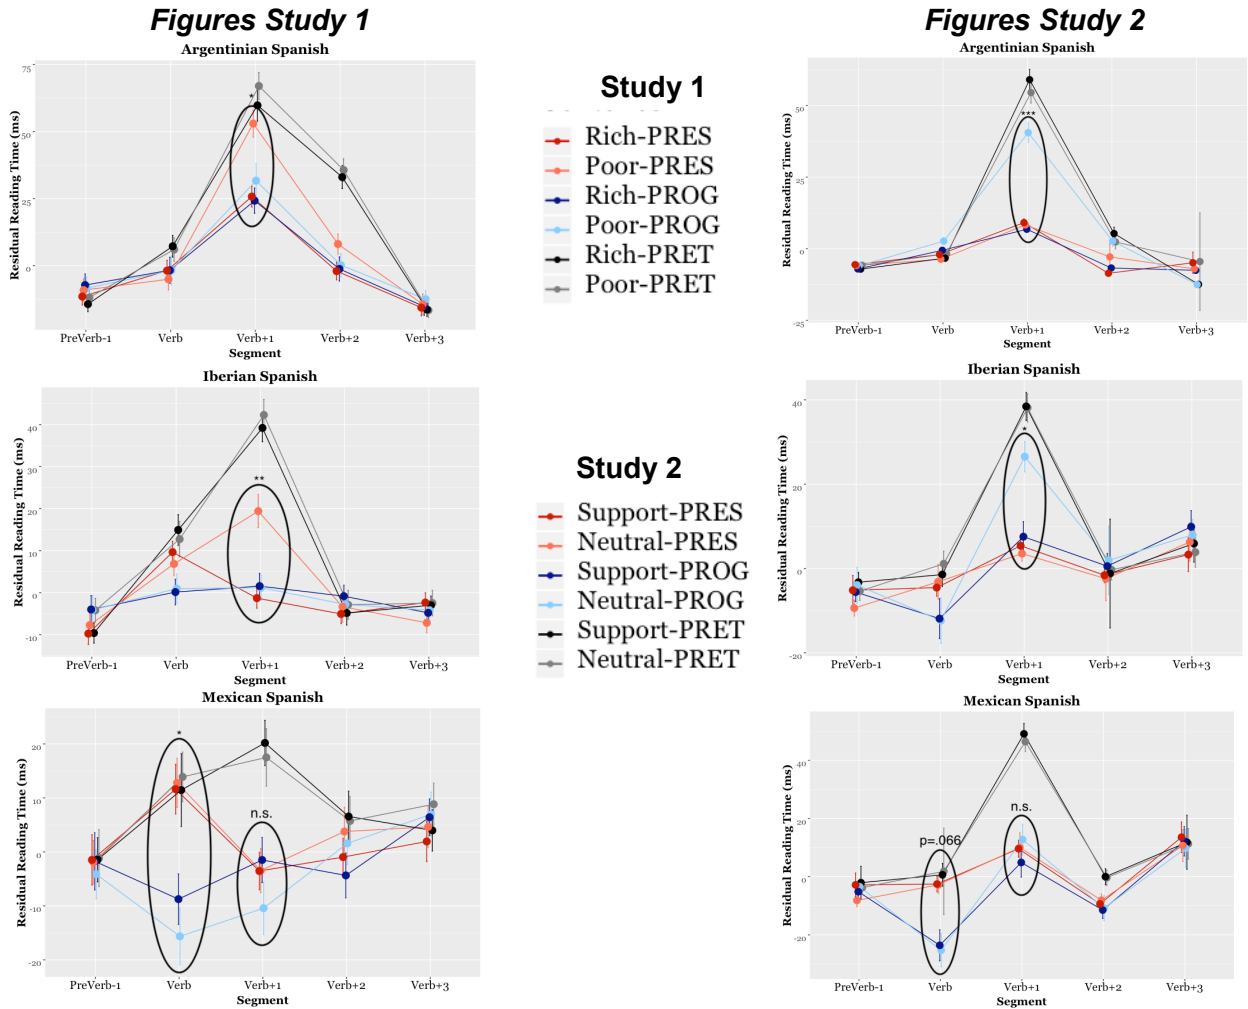 Figures Study 1
Argentinian Spanish
Residual Reading Time (ms)
75
50
25
0
*
PreVerb-1 Verb Verb+1 Verb+2 Verb+3
Segment
Iberian Spanish
Residual Reading Time (ms)
40
30
20
10
0
-10
**
PreVerb-1 Verb Verb+1 Verb+2 Verb+3
Segment
Mexican Spanish
Residual Reading Time (ms)
20
10
0
-10
-20
*
n.s.
PreVerb-1 Verb Verb+1 Verb+2 Verb+3
Segment
Study 1
Rich-PRES
Poor-PRES
Rich-PROG
Poor-PROG
Rich-PRET
Poor-PRET
Study 2
Support-PRES
Neutral-PRES
Support-PROG
Neutral-PROG
Support-PRET
Neutral-PRET
Figures Study 2
Argentinian Spanish
Residual Reading Time (ms)
50
25
0
-25
***
PreVerb-1 Verb Verb+1 Verb+2 Verb+3
Segment
Iberian Spanish
Residual Reading Time (ms)
40
20
0
-20
*
PreVerb-1 Verb Verb+1 Verb+2 Verb+3
Segment
Mexican Spanish
Residual Reading Time (ms)
40
20
0
-20
p=.066
n.s.
PreVerb-1 Verb Verb+1 Verb+2 Verb+3
Segment